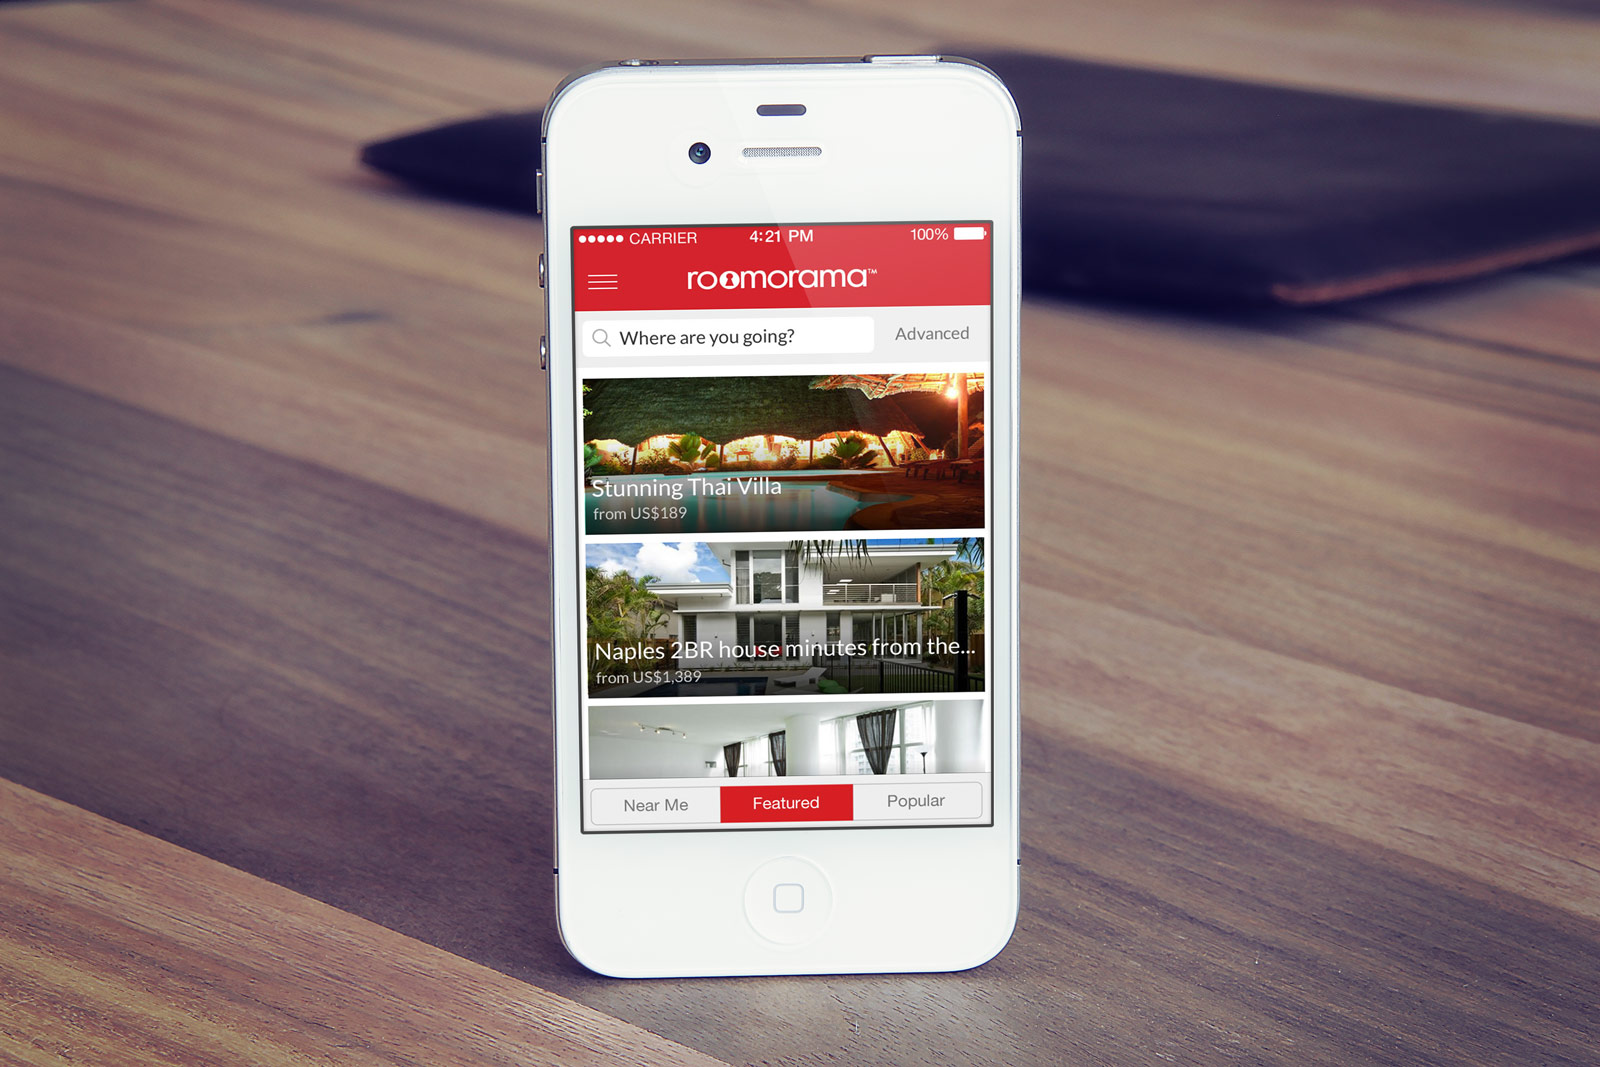 CARRIER 4:21 PM 100%
roomorama™
Where are you going? Advanced
Stunning Thai Villa
from US$189
Naples 2BR house minutes from the...
from US$1,389
Near Me Featured Popular